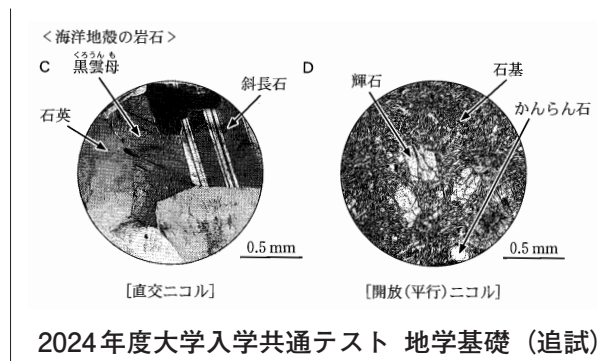 ＜海洋地殻の岩石＞
C
くろうんも
黒雲母
斜長石
石英
0.5 mm
［直交ニコル］
D
石基
輝石
かんらん石
0.5 mm
［開放(平行)ニコル］
2024年度大学入学共通テスト 地学基礎（追試）